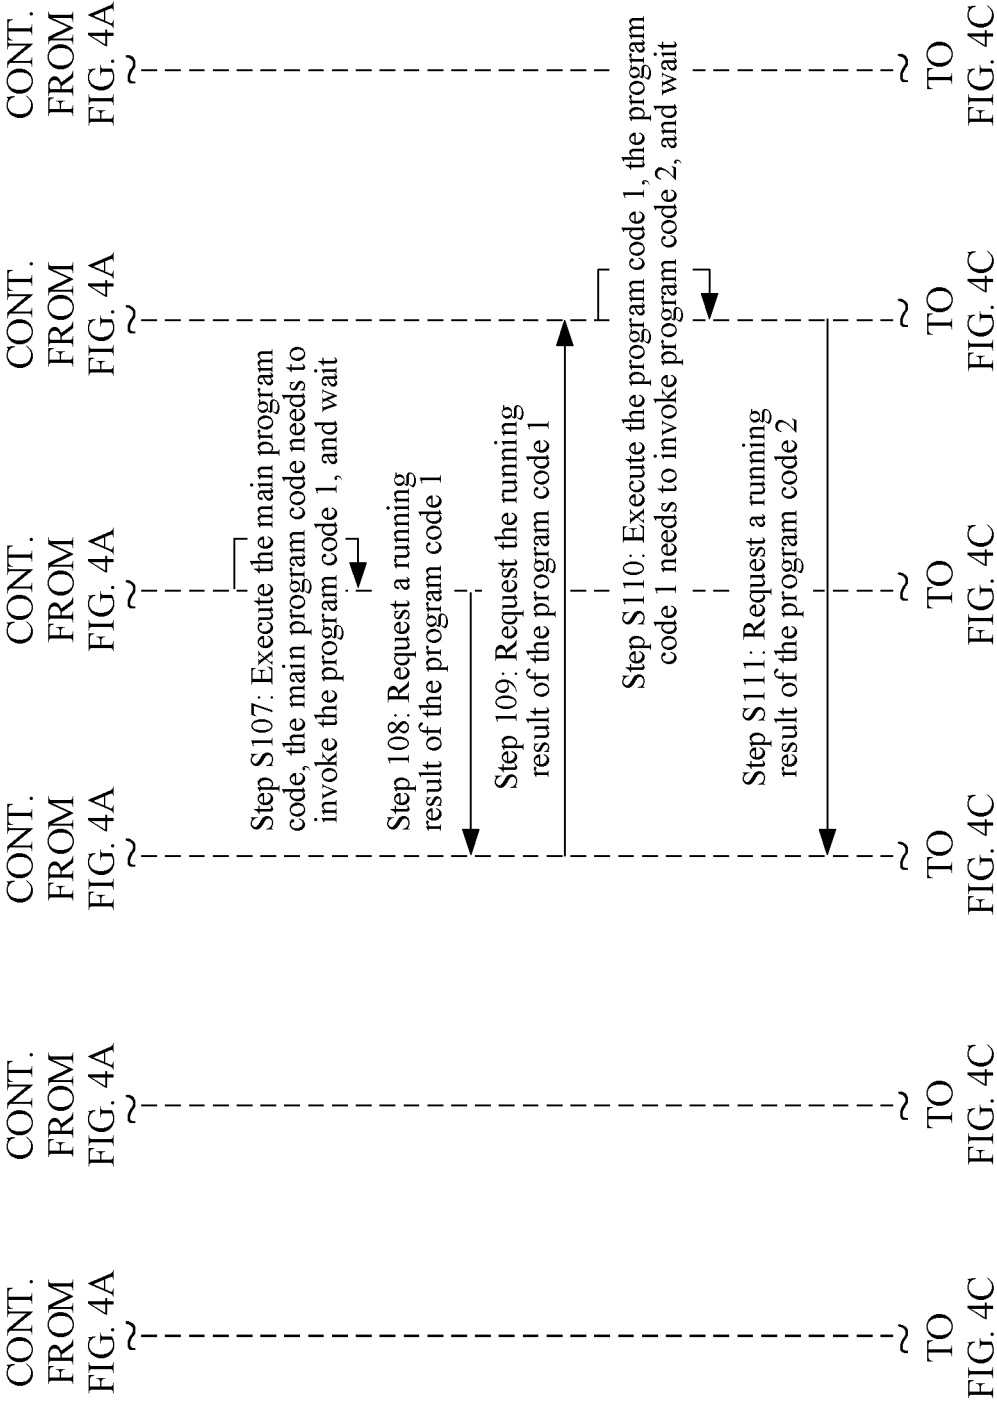 CONT.
FROM
FIG. 4A
CONT.
FROM
FIG. 4A
CONT.
FROM
FIG. 4A
CONT.
FROM
FIG. 4A
CONT.
FROM
FIG. 4A
CONT.
FROM
FIG. 4A
Step S107: Execute the main program
code, the main program code needs to
invoke the program code 1, and wait
Step 108: Request a running
result of the program code 1
Step 109: Request the running
result of the program code 1
Step S110: Execute the program code 1, the program
code 1 needs to invoke program code 2, and wait
Step S111: Request a running
result of the program code 2
TO
FIG. 4C
TO
FIG. 4C
TO
FIG. 4C
TO
FIG. 4C
TO
FIG. 4C
TO
FIG. 4C